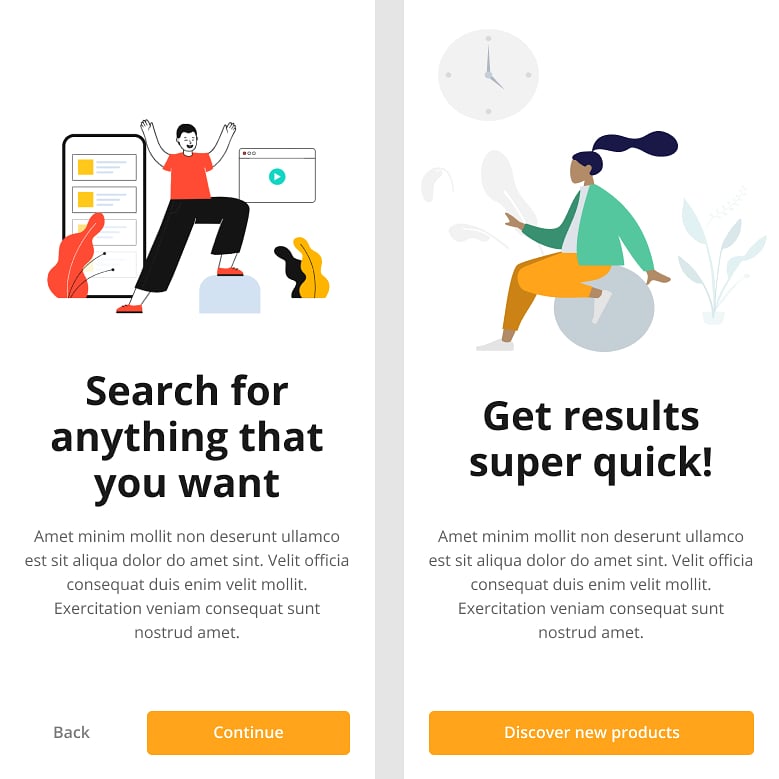 Search for
anything that
you want
Amet minim mollit non deserunt ullamco
est sit aliqua dolor do amet sint. Velit officia
consequat duis enim velit mollit.
Exercitation veniam consequat sunt
nostrud amet.
Back
Continue
Get results
super quick!
Amet minim mollit non deserunt ullamco
est sit aliqua dolor do amet sint. Velit officia
consequat duis enim velit mollit.
Exercitation veniam consequat sunt
nostrud amet.
Discover new products